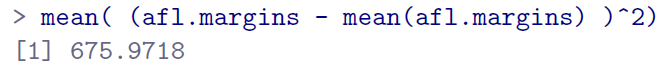 > mean( (afl.margins - mean(afl.margins) )^2)
[1] 675.9718